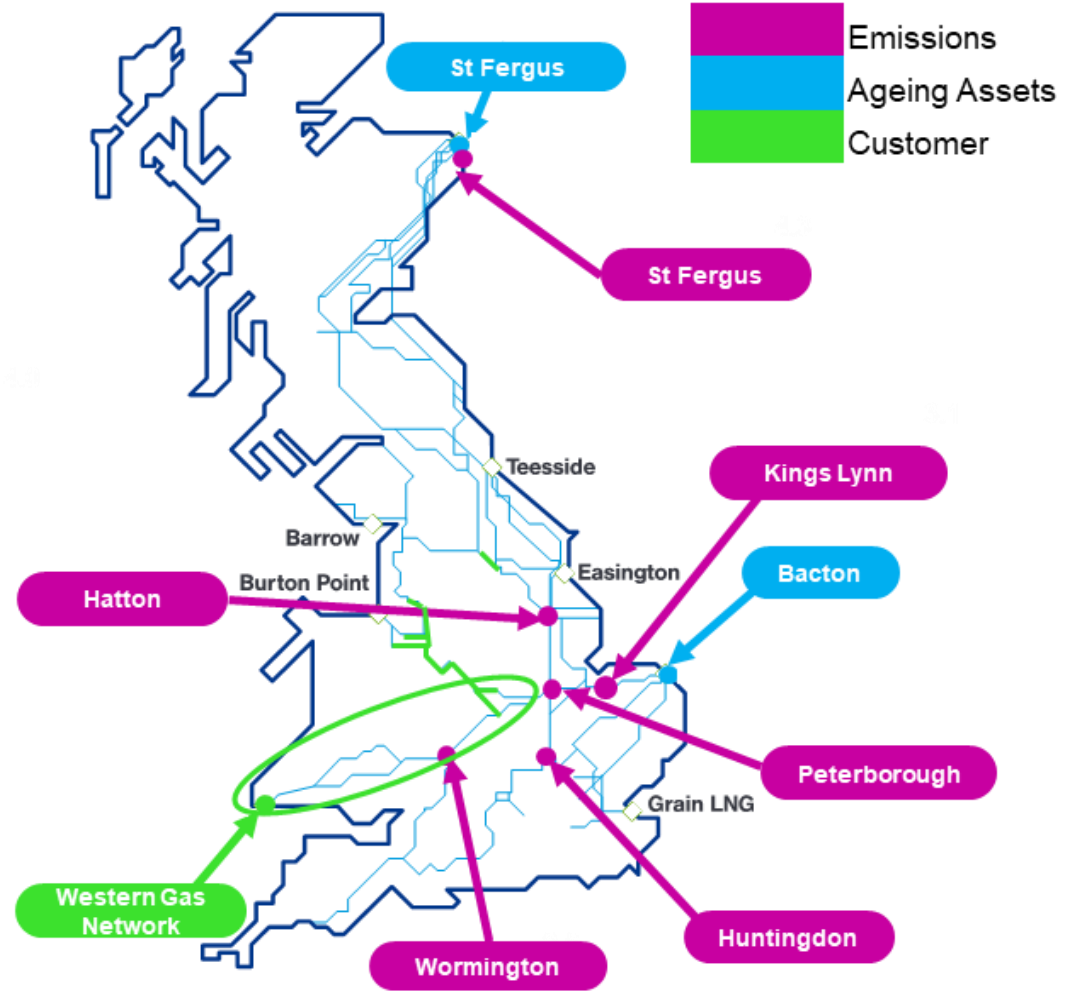 Emissions
St Fergus
Ageing Assets
Customer
St Fergus
Teesside
Kings Lynn
Barrow
Easington
Bacton
Burton Point
Hatton
Peterborough
Grain LNG
Western Gas
Network
Huntingdon
Wormington